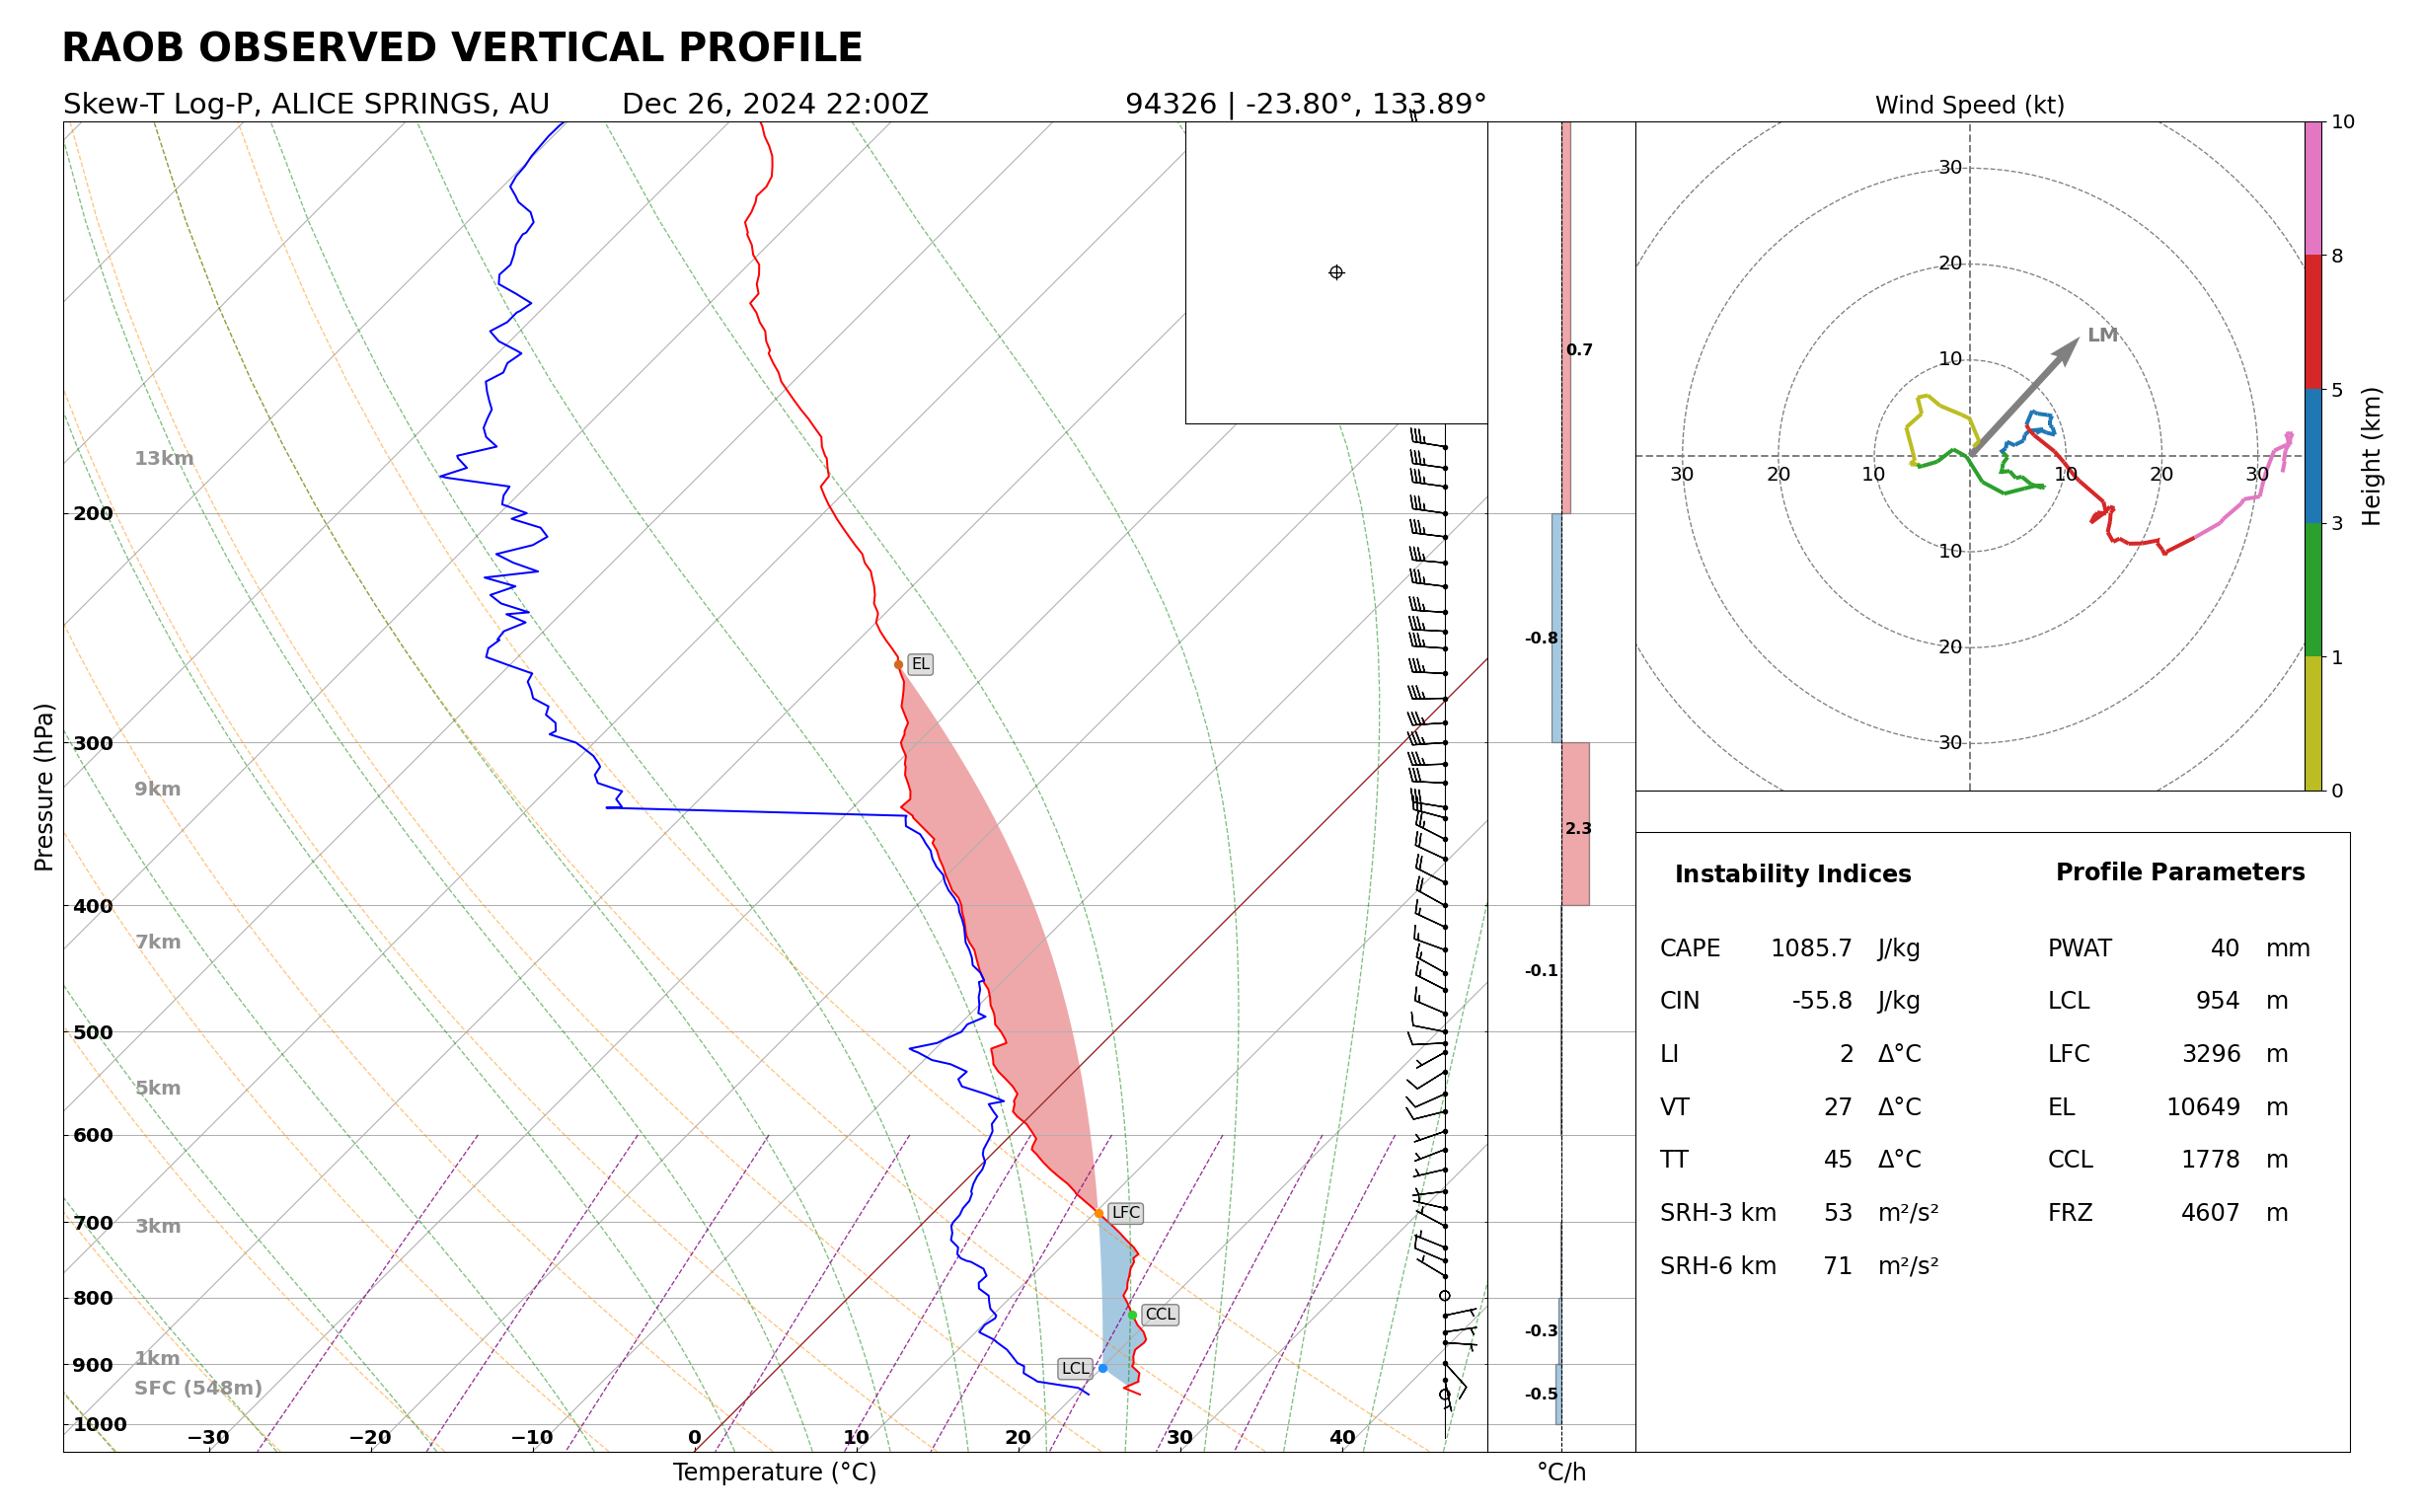 RAOB OBSERVED VERTICAL PROFILE
Skew-T Log-P, ALICE SPRINGS, AU Dec 26, 2024 22:00Z 94326 | -23.80°, 133.89°
Wind Speed (kt)
Pressure (hPa)
200
300
400
500
600
700
800
900
1000
13km
9km
7km
5km
3km
1km
SFC (548m)
EL
LFC
CCL
LCL
−30 −20 −10 0 10 20 30 40
Temperature (°C)
0.7
-0.8
2.3
-0.1
-0.3
-0.5
°C/h
30
20
10
LM
30 20 10 10 20 30
10
20
30
10
8
5
3
1
0
Height (km)
Instability Indices Profile Parameters
CAPE 1085.7 J/kg PWAT 40 mm
CIN -55.8 J/kg LCL 954 m
LI 2 Δ°C LFC 3296 m
VT 27 Δ°C EL 10649 m
TT 45 Δ°C CCL 1778 m
SRH-3 km 53 m²/s² FRZ 4607 m
SRH-6 km 71 m²/s²